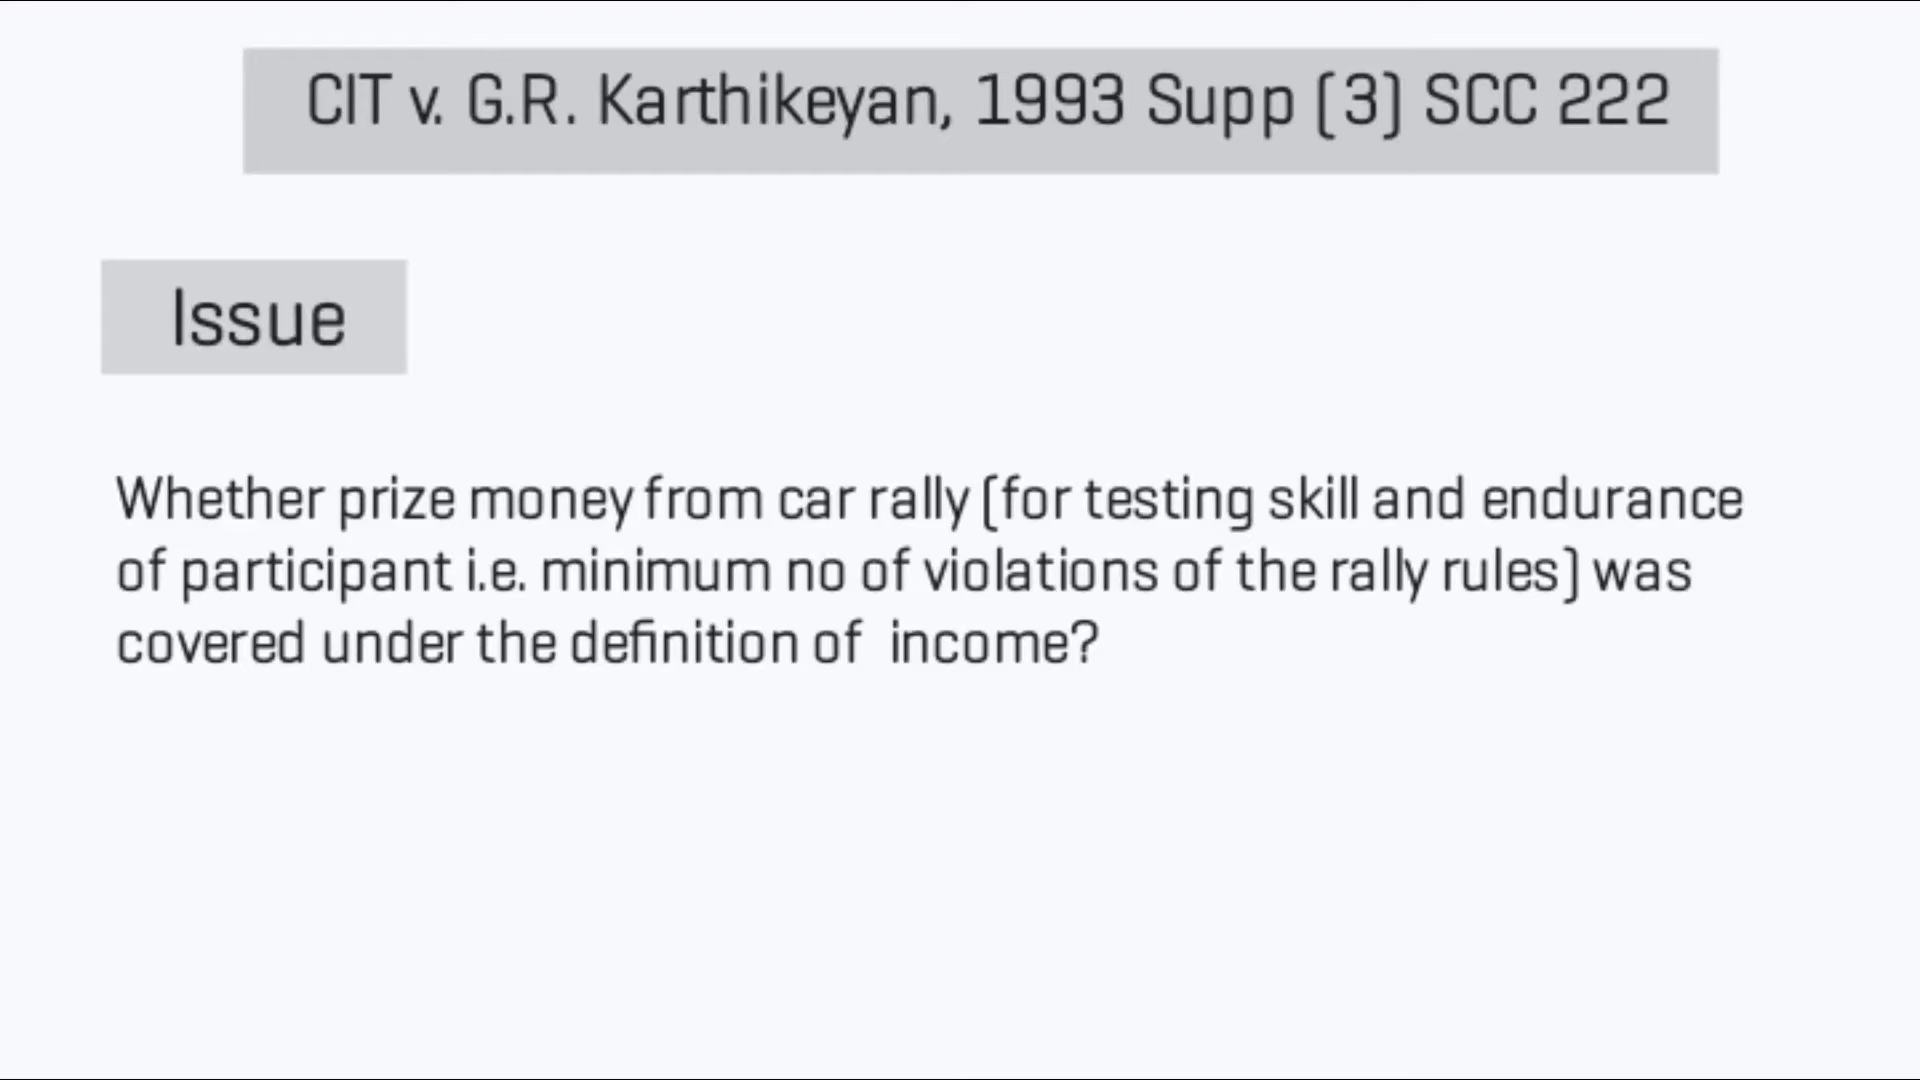 CIT v. G.R. Karthikeyan, 1993 Supp (3) SCC 222
Issue
Whether prize money from car rally (for testing skill and endurance
of participant i.e. minimum no of violations of the rally rules) was
covered under the definition of income?